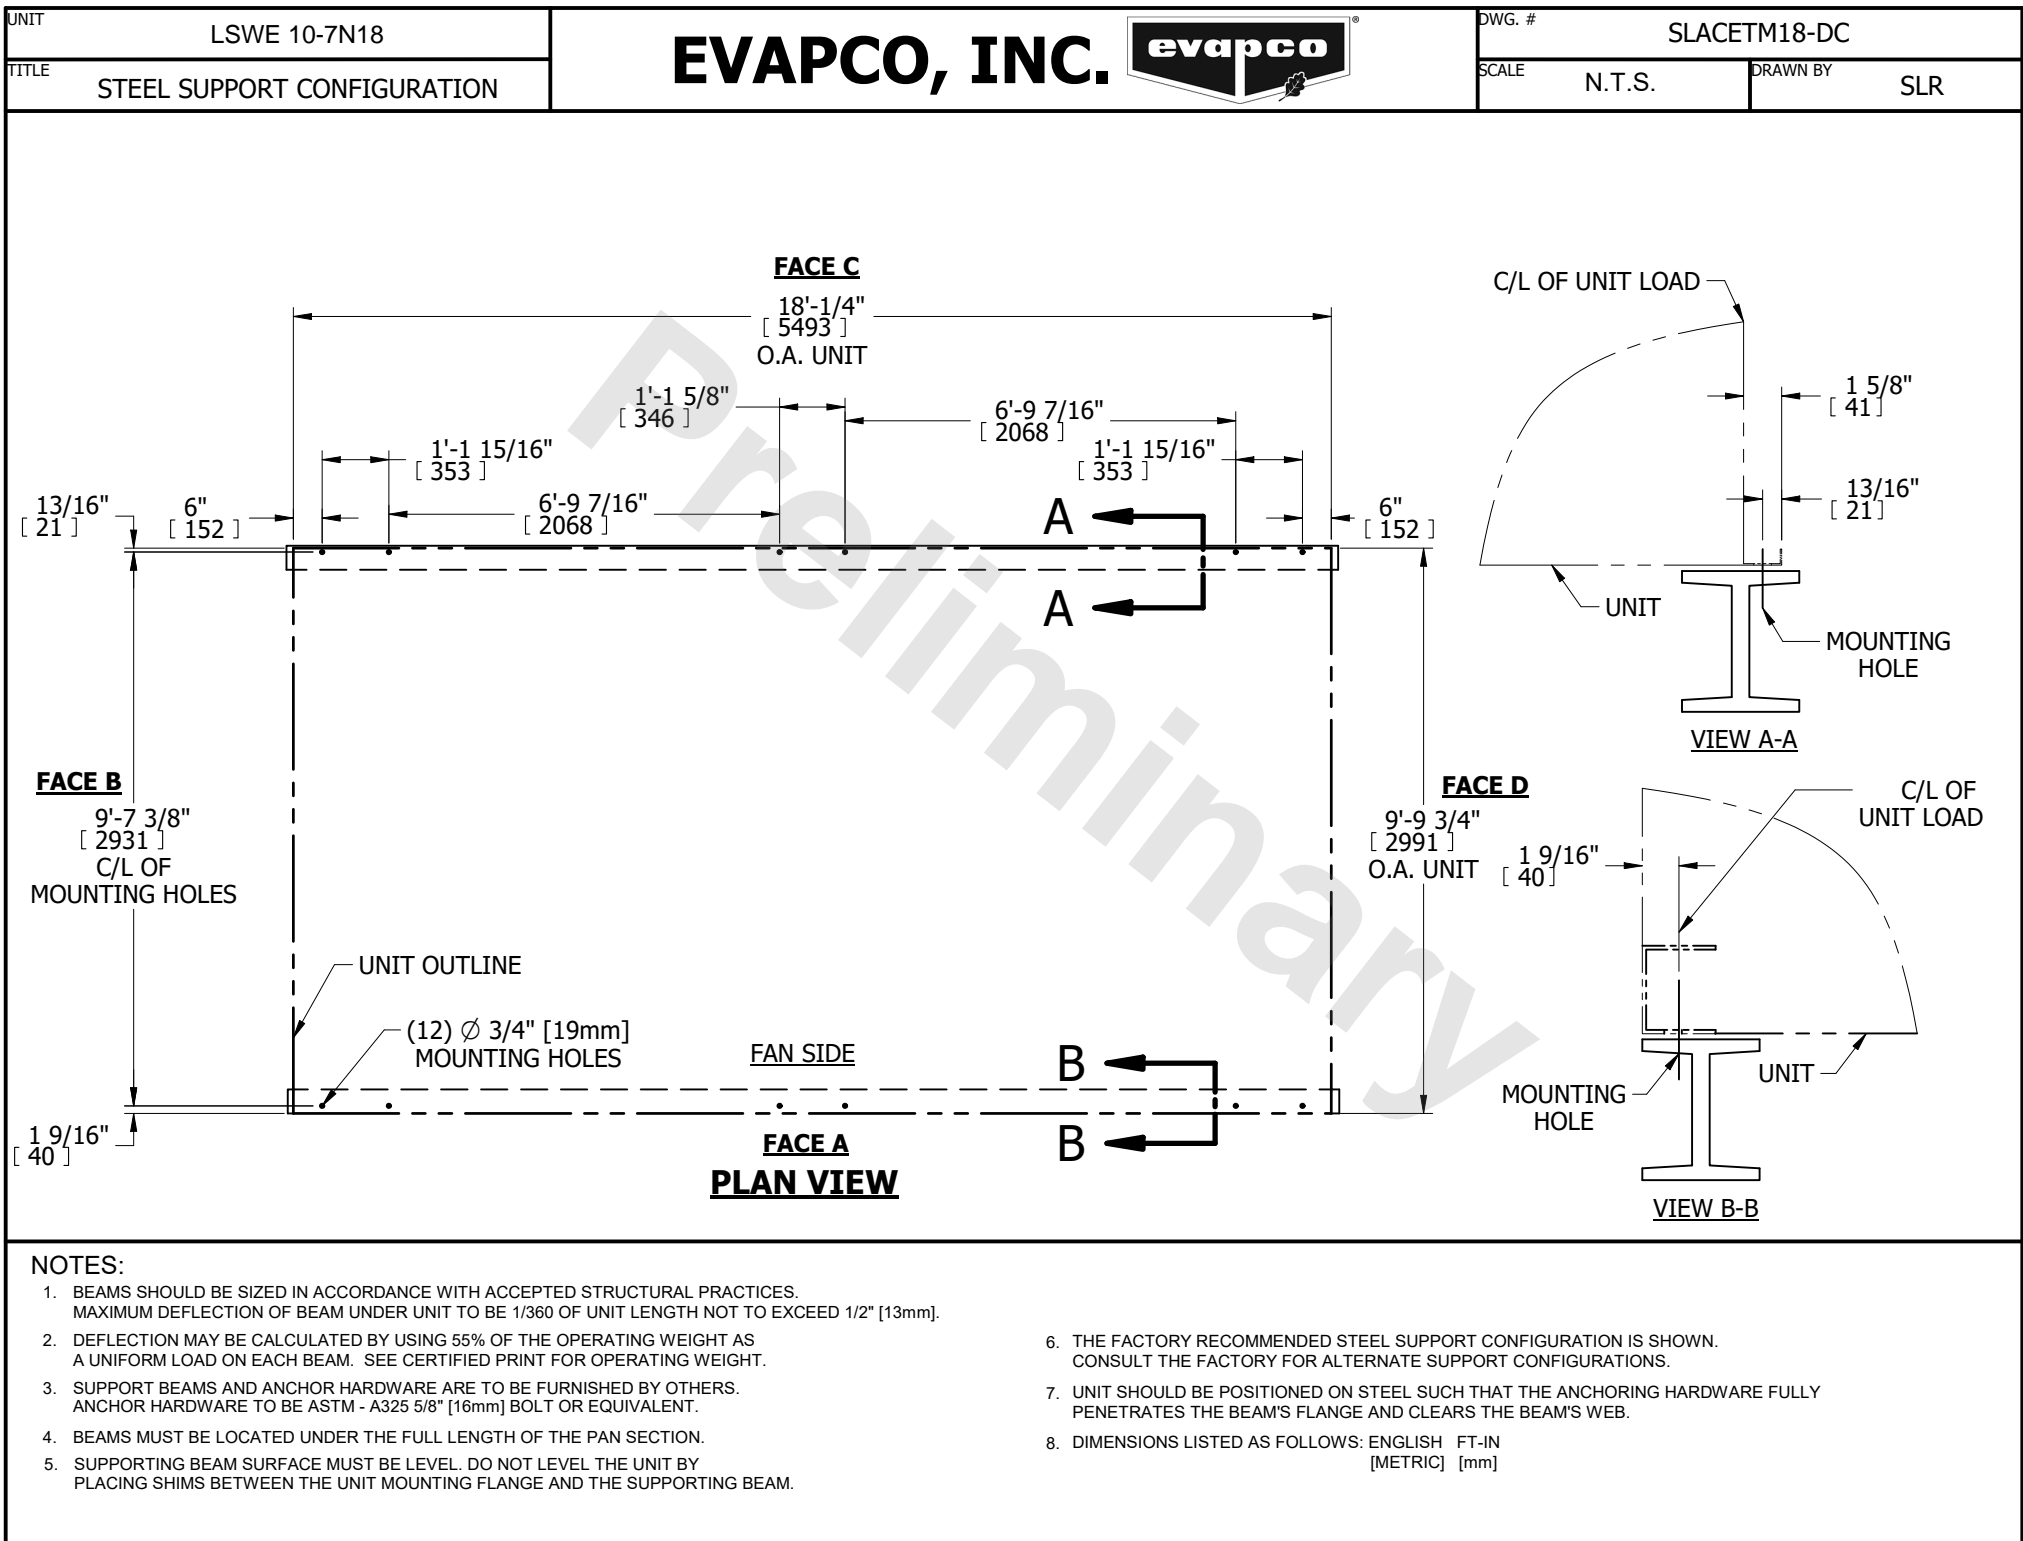 UNIT
LSWE 10-7N18
TITLE
STEEL SUPPORT CONFIGURATION
EVAPCO, INC.
evapco
®
DWG. #
SLACETM18-DC
SCALE
N.T.S.
DRAWN BY
SLR
FACE C
18'-1/4"
[ 5493 ]
O.A. UNIT
1'-1 5/8"
[ 346 ]
6'-9 7/16"
[ 2068 ]
1'-1 15/16"
[ 353 ]
1'-1 15/16"
[ 353 ]
13/16"
[ 21 ]
6"
[ 152 ]
6'-9 7/16"
[ 2068 ]
6"
[ 152 ]
A
A
FACE B
9'-7 3/8"
[ 2931 ]
C/L OF
MOUNTING HOLES
FACE D
9'-9 3/4"
[ 2991 ]
O.A. UNIT
UNIT OUTLINE
(12) Ø 3/4" [19mm]
MOUNTING HOLES
FAN SIDE
B
B
1 9/16"
[ 40 ]
FACE A
PLAN VIEW
C/L OF UNIT LOAD
1 5/8"
[ 41]
13/16"
[ 21]
UNIT
MOUNTING
HOLE
VIEW A-A
C/L OF
UNIT LOAD
1 9/16"
[ 40]
MOUNTING
HOLE
UNIT
VIEW B-B
Preliminary
NOTES:
1. BEAMS SHOULD BE SIZED IN ACCORDANCE WITH ACCEPTED STRUCTURAL PRACTICES.
MAXIMUM DEFLECTION OF BEAM UNDER UNIT TO BE 1/360 OF UNIT LENGTH NOT TO EXCEED 1/2" [13mm].
2. DEFLECTION MAY BE CALCULATED BY USING 55% OF THE OPERATING WEIGHT AS
A UNIFORM LOAD ON EACH BEAM. SEE CERTIFIED PRINT FOR OPERATING WEIGHT.
3. SUPPORT BEAMS AND ANCHOR HARDWARE ARE TO BE FURNISHED BY OTHERS.
ANCHOR HARDWARE TO BE ASTM - A325 5/8" [16mm] BOLT OR EQUIVALENT.
4. BEAMS MUST BE LOCATED UNDER THE FULL LENGTH OF THE PAN SECTION.
5. SUPPORTING BEAM SURFACE MUST BE LEVEL. DO NOT LEVEL THE UNIT BY
PLACING SHIMS BETWEEN THE UNIT MOUNTING FLANGE AND THE SUPPORTING BEAM.
6. THE FACTORY RECOMMENDED STEEL SUPPORT CONFIGURATION IS SHOWN.
CONSULT THE FACTORY FOR ALTERNATE SUPPORT CONFIGURATIONS.
7. UNIT SHOULD BE POSITIONED ON STEEL SUCH THAT THE ANCHORING HARDWARE FULLY
PENETRATES THE BEAM'S FLANGE AND CLEARS THE BEAM'S WEB.
8. DIMENSIONS LISTED AS FOLLOWS: ENGLISH FT-IN
[METRIC] [mm]